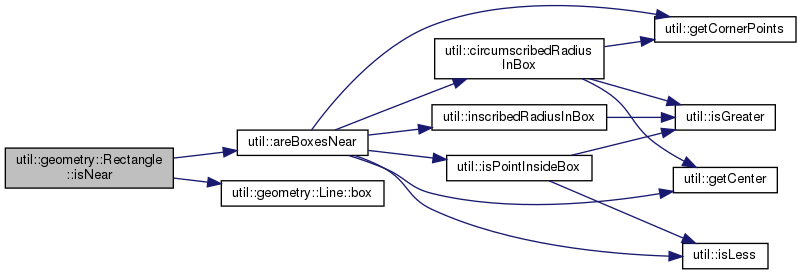 util::geometry::Rectangle
::isNear
util::areBoxesNear
util::geometry::Line::box
util::circumscribedRadius
InBox
util::inscribedRadiusInBox
util::isPointInsideBox
util::getCornerPoints
util::isGreater
util::getCenter
util::isLess